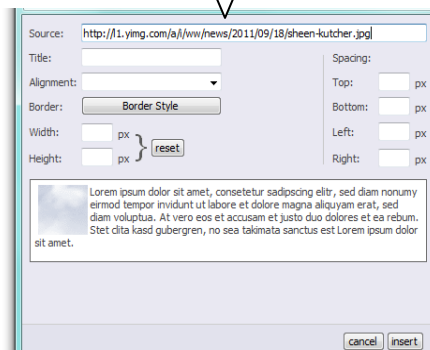 Source: http://l1.yimg.com/a/i/ww/news/2011/09/18/sheen-kutcher.jpg
Title: Spacing:
Alignment: Top: px
Border: Border Style Bottom: px
Width: px reset Left: px
Height: px Right: px
Lorem ipsum dolor sit amet, consetetur sadipscing elitr, sed diam nonumy
eirmod tempor invidunt ut labore et dolore magna aliquyam erat, sed
diam voluptua. At vero eos et accusam et justo duo dolores et ea rebum.
Stet clita kasd gubergren, no sea takimata sanctus est Lorem ipsum dolor
sit amet.
cancel insert